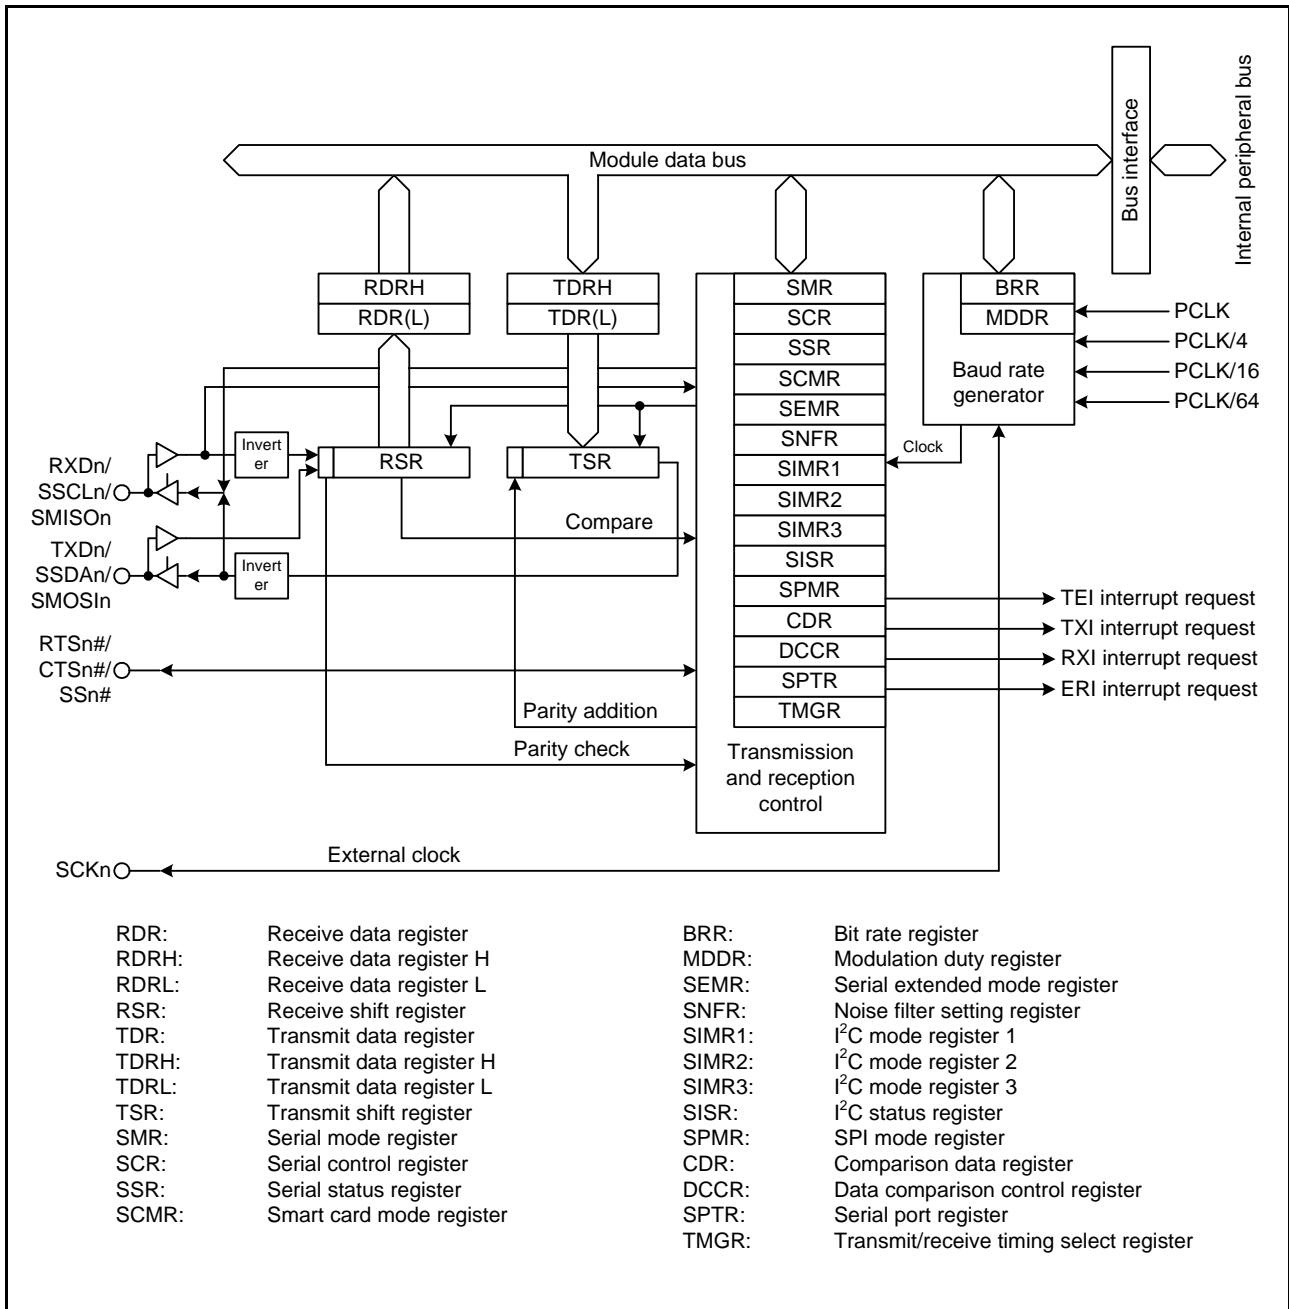 Module data bus
Bus interface
Internal peripheral bus
RDRH
RDR(L)
TDRH
TDR(L)
SMR
SCR
SSR
SCMR
SEMR
SNFR
SIMR1
SIMR2
SIMR3
SISR
SPMR
CDR
DCCR
SPTR
TMGR
Transmission
and reception
control
BRR
MDDR
Baud rate
generator
PCLK
PCLK/4
PCLK/16
PCLK/64
Clock
RXDn/
SSCLn/
SMISOn
Invert
er
RSR
TSR
Compare
TXDn/
SSDAn/
SMOSIn
Invert
er
RTSn#/
CTSn#/
SSn#
Parity addition
Parity check
TEI interrupt request
TXI interrupt request
RXI interrupt request
ERI interrupt request
SCKn
External clock
RDR: Receive data register
RDRH: Receive data register H
RDRL: Receive data register L
RSR: Receive shift register
TDR: Transmit data register
TDRH: Transmit data register H
TDRL: Transmit data register L
TSR: Transmit shift register
SMR: Serial mode register
SCR: Serial control register
SSR: Serial status register
SCMR: Smart card mode register
BRR: Bit rate register
MDDR: Modulation duty register
SEMR: Serial extended mode register
SNFR: Noise filter setting register
SIMR1: I²C mode register 1
SIMR2: I²C mode register 2
SIMR3: I²C mode register 3
SISR: I²C status register
SPMR: SPI mode register
CDR: Comparison data register
DCCR: Data comparison control register
SPTR: Serial port register
TMGR: Transmit/receive timing select register